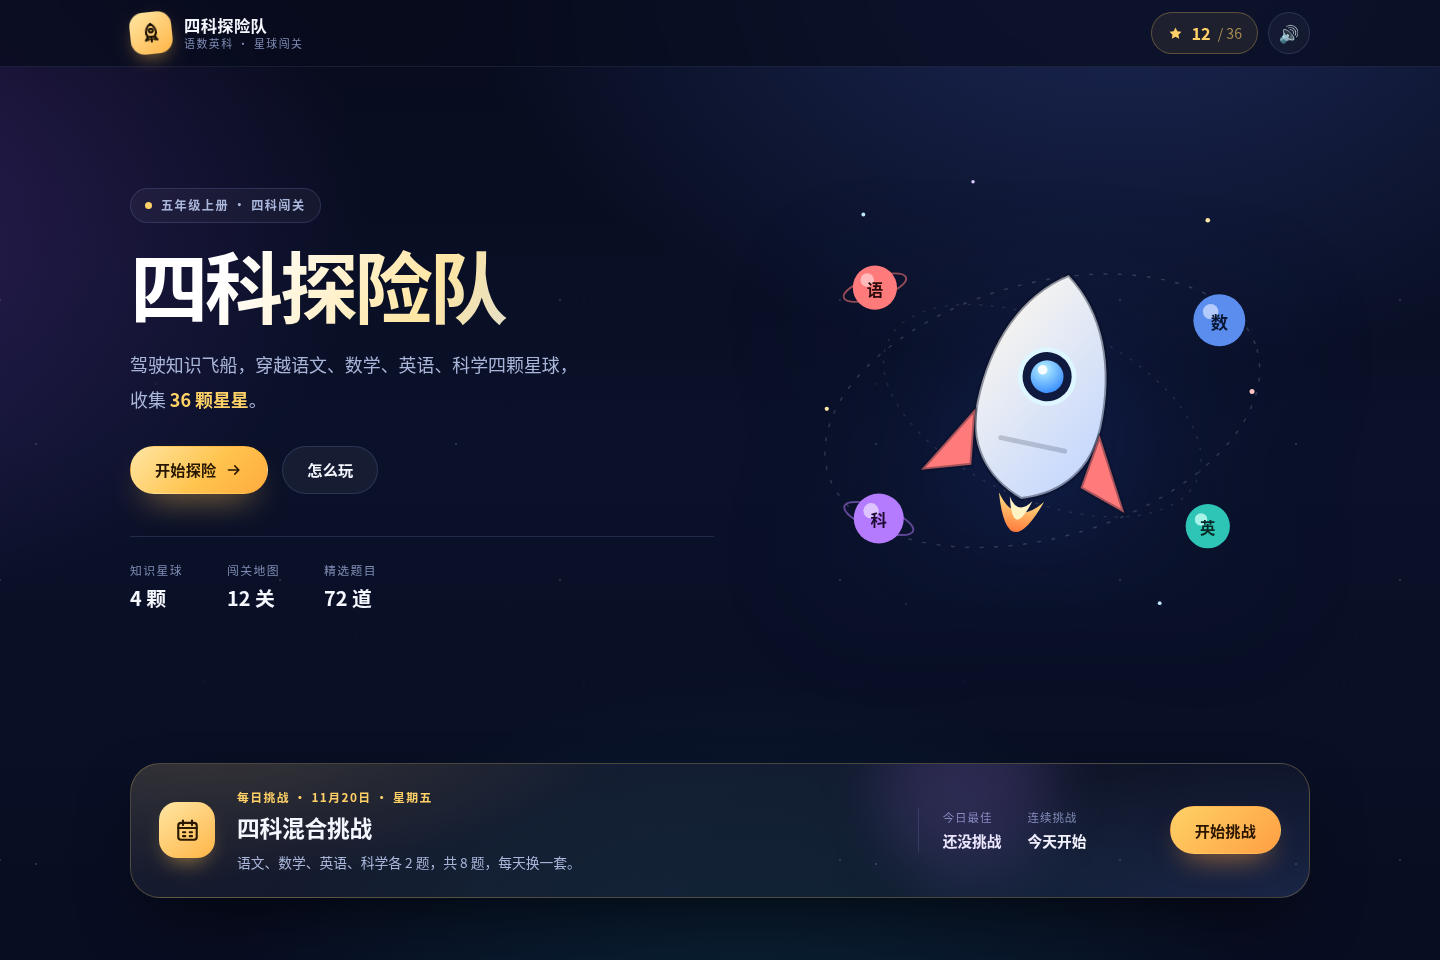 四科探险队
语数英科 · 星球闯关
12 / 36
五年级上册 · 四科闯关
四科探险队
驾驶知识飞船，穿越语文、数学、英语、科学四颗星球，
收集 36 颗星星。
开始探险 →
怎么玩
知识星球 闯关地图 精选题目
4 颗 12 关 72 道
语
数
科
英
每日挑战 · 11月20日 · 星期五
四科混合挑战
语文、数学、英语、科学各 2 题，共 8 题，每天换一套。
今日最佳 连续挑战
还没挑战 今天开始
开始挑战